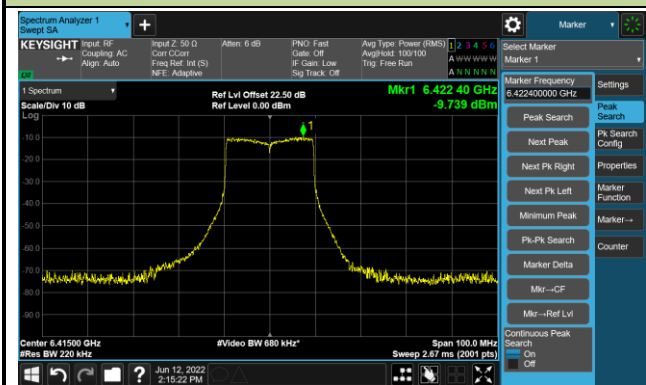 Spectrum Analyzer 1
Swept SA
Marker
KEYSIGHT
Input: RF
Coupling: AC
Align: Auto
Input Z: 50 Ω
Corr CCorr
Freq Ref: Int (S)
NFE: Adaptive
Atten: 6 dB
PNO: Fast
Gate: Off
IF Gain: Low
Sig Track: Off
Avg Type: Power (RMS)
Avg|Hold: 100/100
Trig: Free Run
1 2 3 4 5 6
A W W W W W
A N N N N N
LXI
Select Marker
Marker 1
1 Spectrum
Scale/Div 10 dB
Log
Ref Lvl Offset 22.50 dB
Ref Level 0.00 dBm
Mkr1 6.422 40 GHz
-9.739 dBm
1
-10.0
-20.0
-30.0
-40.0
-50.0
-60.0
-70.0
-80.0
-90.0
Center 6.41500 GHz
#Res BW 220 kHz
#Video BW 680 kHz*
Span 100.0 MHz
Sweep 2.67 ms (2001 pts)
Marker Frequency
6.422400000 GHz
Peak Search
Next Peak
Next Pk Right
Next Pk Left
Minimum Peak
Pk-Pk Search
Marker Delta
Mkr→CF
Mkr→Ref Lvl
Continuous Peak
Search
On
Off
Settings
Peak
Search
Pk Search
Config
Properties
Marker
Function
Marker→
Counter
Jun 12, 2022
2:15:22 PM